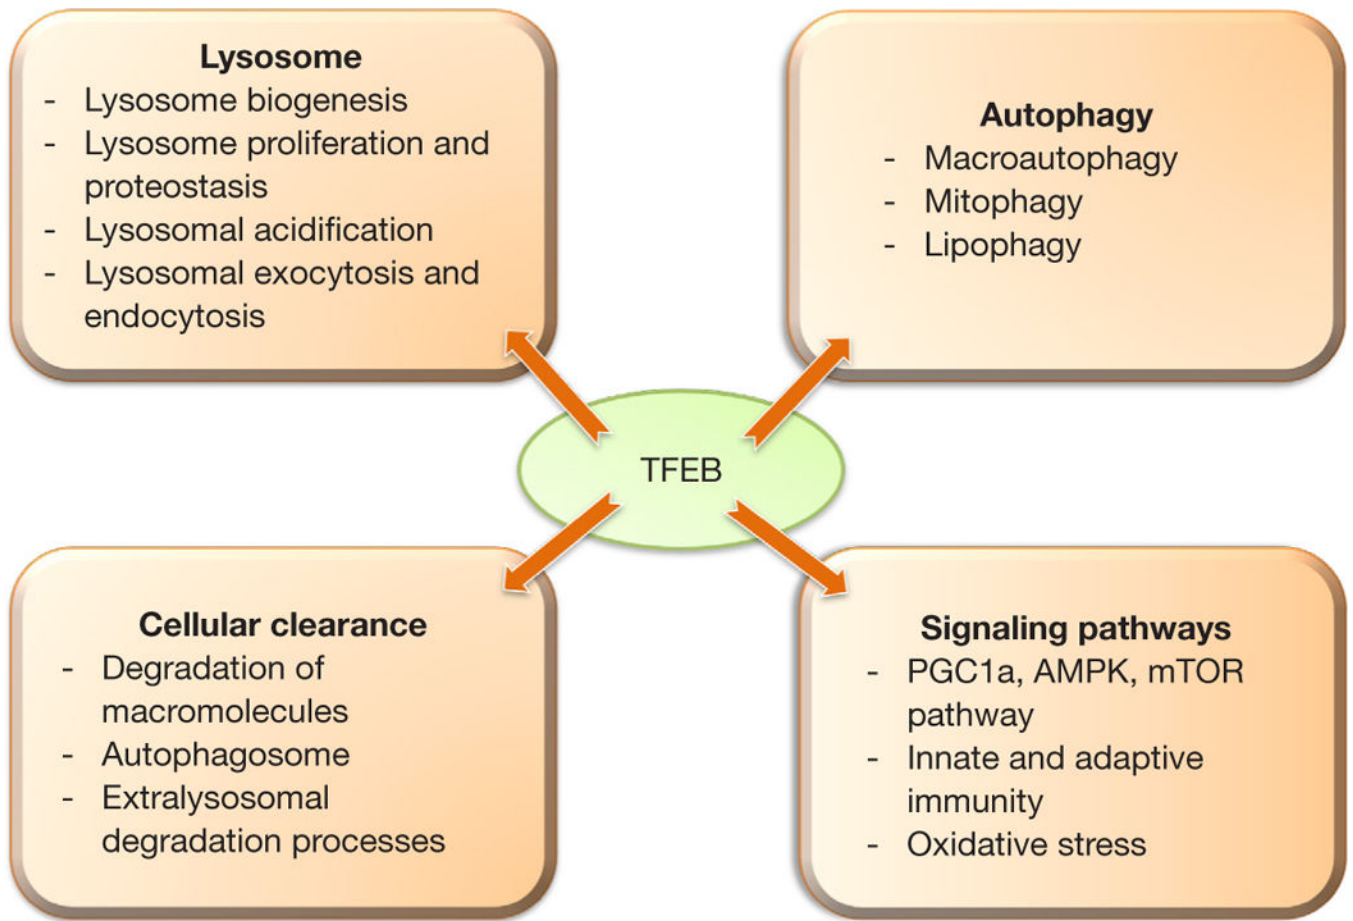 Lysosome
- Lysosome biogenesis
- Lysosome proliferation and
proteostasis
- Lysosomal acidification
- Lysosomal exocytosis and
endocytosis
Autophagy
- Macroautophagy
- Mitophagy
- Lipophagy
TFEB
Cellular clearance
- Degradation of
macromolecules
- Autophagosome
- Extralysosomal
degradation processes
Signaling pathways
- PGC1a, AMPK, mTOR
pathway
- Innate and adaptive
immunity
- Oxidative stress